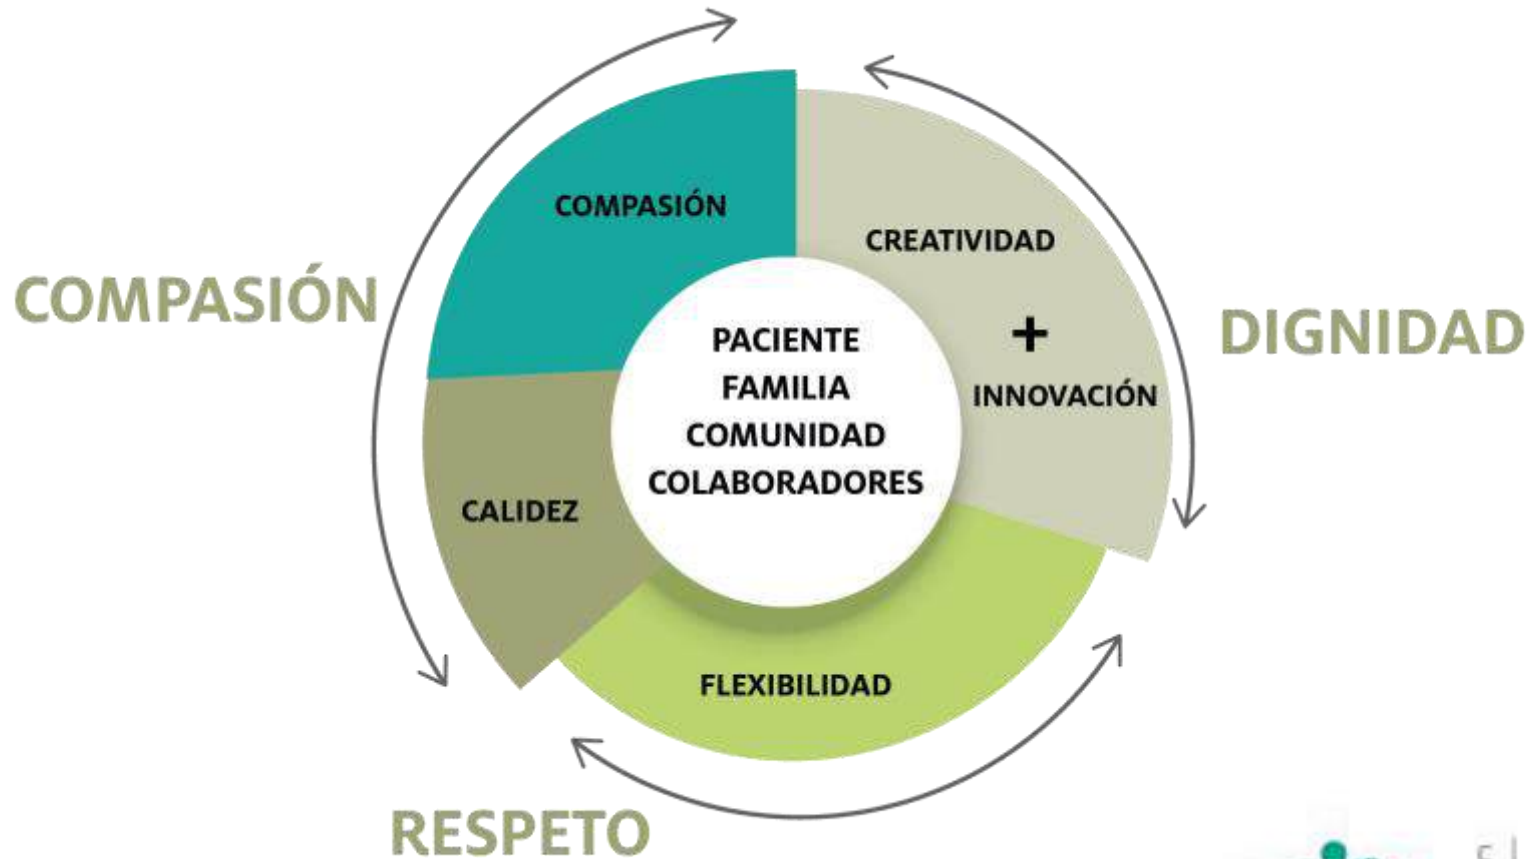 COMPASIÓN
CREATIVIDAD
+
INNOVACIÓN
COMPASIÓN
DIGNIDAD
PACIENTE
FAMILIA
COMUNIDAD
COLABORADORES
CALIDEZ
FLEXIBILIDAD
RESPETO